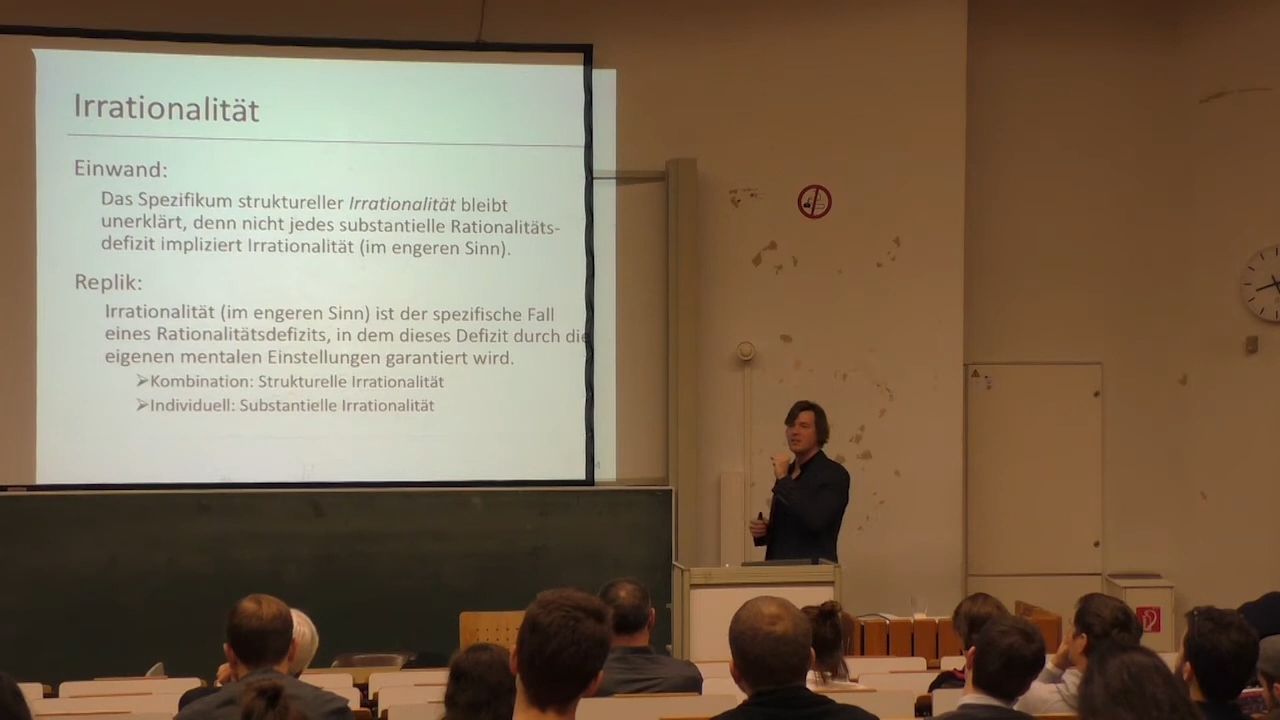 Irrationalität
Einwand:
Das Spezifikum struktureller Irrationalität bleibt
unerklärt, denn nicht jedes substantielle Rationalitäts-
defizit impliziert Irrationalität (im engeren Sinn).
Replik:
Irrationalität (im engeren Sinn) ist der spezifische Fall
eines Rationalitätsdefizits, in dem dieses Defizit durch die
eigenen mentalen Einstellungen garantiert wird.
➢Kombination: Strukturelle Irrationalität
➢Individuell: Substantielle Irrationalität